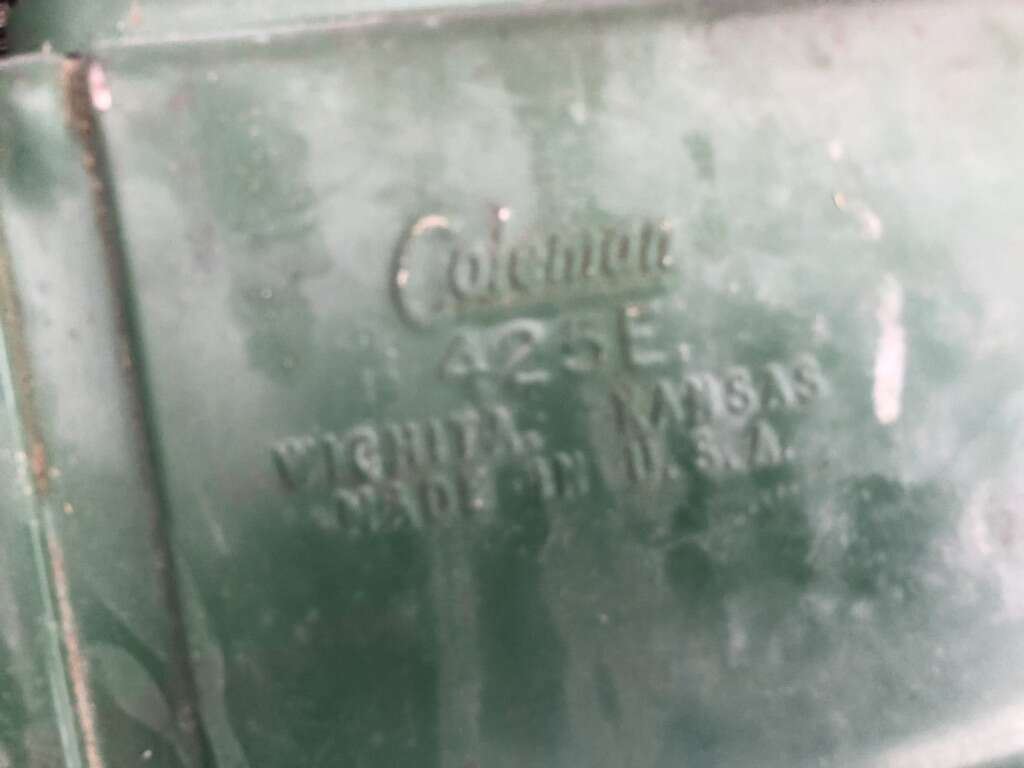 Coleman
425E
WICHITA, KANSAS
MADE IN U.S.A.